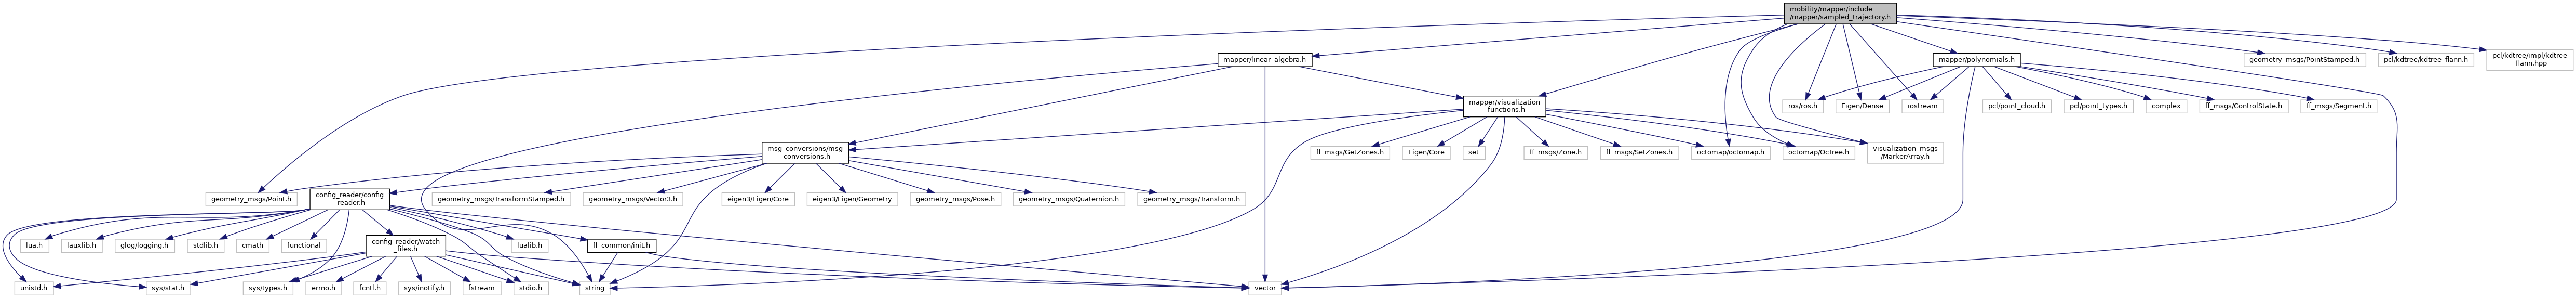 mobility/mapper/include
/mapper/sampled_trajectory.h
mapper/linear_algebra.h
mapper/polynomials.h
geometry_msgs/PointStamped.h
pcl/kdtree/kdtree_flann.h
pcl/kdtree/impl/kdtree
_flann.hpp
mapper/visualization
_functions.h
ros/ros.h
Eigen/Dense
iostream
pcl/point_cloud.h
pcl/point_types.h
complex
ff_msgs/ControlState.h
ff_msgs/Segment.h
msg_conversions/msg
_conversions.h
ff_msgs/GetZones.h
Eigen/Core
set
ff_msgs/Zone.h
ff_msgs/SetZones.h
octomap/octomap.h
octomap/OcTree.h
visualization_msgs
/MarkerArray.h
geometry_msgs/Point.h
config_reader/config
_reader.h
geometry_msgs/TransformStamped.h
geometry_msgs/Vector3.h
eigen3/Eigen/Core
eigen3/Eigen/Geometry
geometry_msgs/Pose.h
geometry_msgs/Quaternion.h
geometry_msgs/Transform.h
lua.h
lauxlib.h
glog/logging.h
stdlib.h
cmath
functional
config_reader/watch
_files.h
lualib.h
ff_common/init.h
unistd.h
sys/stat.h
sys/types.h
errno.h
fcntl.h
sys/inotify.h
fstream
stdio.h
string
vector